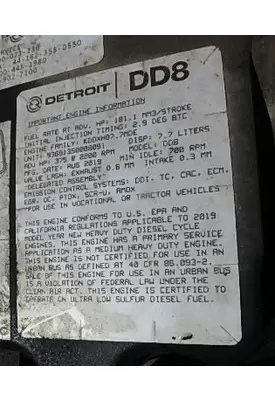 DETROIT DD8
IMPORTANT ENGINE INFORMATION
FUEL RATE AT ADV. HP: 181.1 MM3/STROKE
INITIAL INJECTION TIMING: 2.9 DEG BTC
ENGINE FAMILY: KDDXH07.7MDE DISP: 7.7 LITERS
UNIT: MODEL: DD8
ADV HP: 375 @ 2200 RPM MIN IDLE: 700 RPM
MFG. DATE: AUG 2019
VALVE LASH: EXHAUST 0.6 MM INTAKE 0.3 MM
"DELEGATED ASSEMBLY"
EMISSION CONTROL SYSTEMS: DDI, TC, CAC, ECM,
EGR, OC, PTOX, SCR-U, AMOX
FOR USE IN VOCATIONAL OR TRACTOR VEHICLES
THIS ENGINE CONFORMS TO U.S. EPA AND
CALIFORNIA REGULATIONS APPLICABLE TO 2019
MODEL YEAR NEW HEAVY DUTY DIESEL CYCLE
ENGINES. THIS ENGINE HAS A PRIMARY SERVICE
APPLICATION AS A MEDIUM HEAVY DUTY ENGINE.
THIS ENGINE IS NOT CERTIFIED FOR USE IN AN
URBAN BUS AS DEFINED AT 40 CFR 86.093-2.
SALE OF THIS ENGINE FOR USE IN AN URBAN BUS
IS A VIOLATION OF FEDERAL LAW UNDER THE
CLEAN AIR ACT. THIS ENGINE IS CERTIFIED TO
OPERATE ON ULTRA LOW SULFUR DIESEL FUEL.